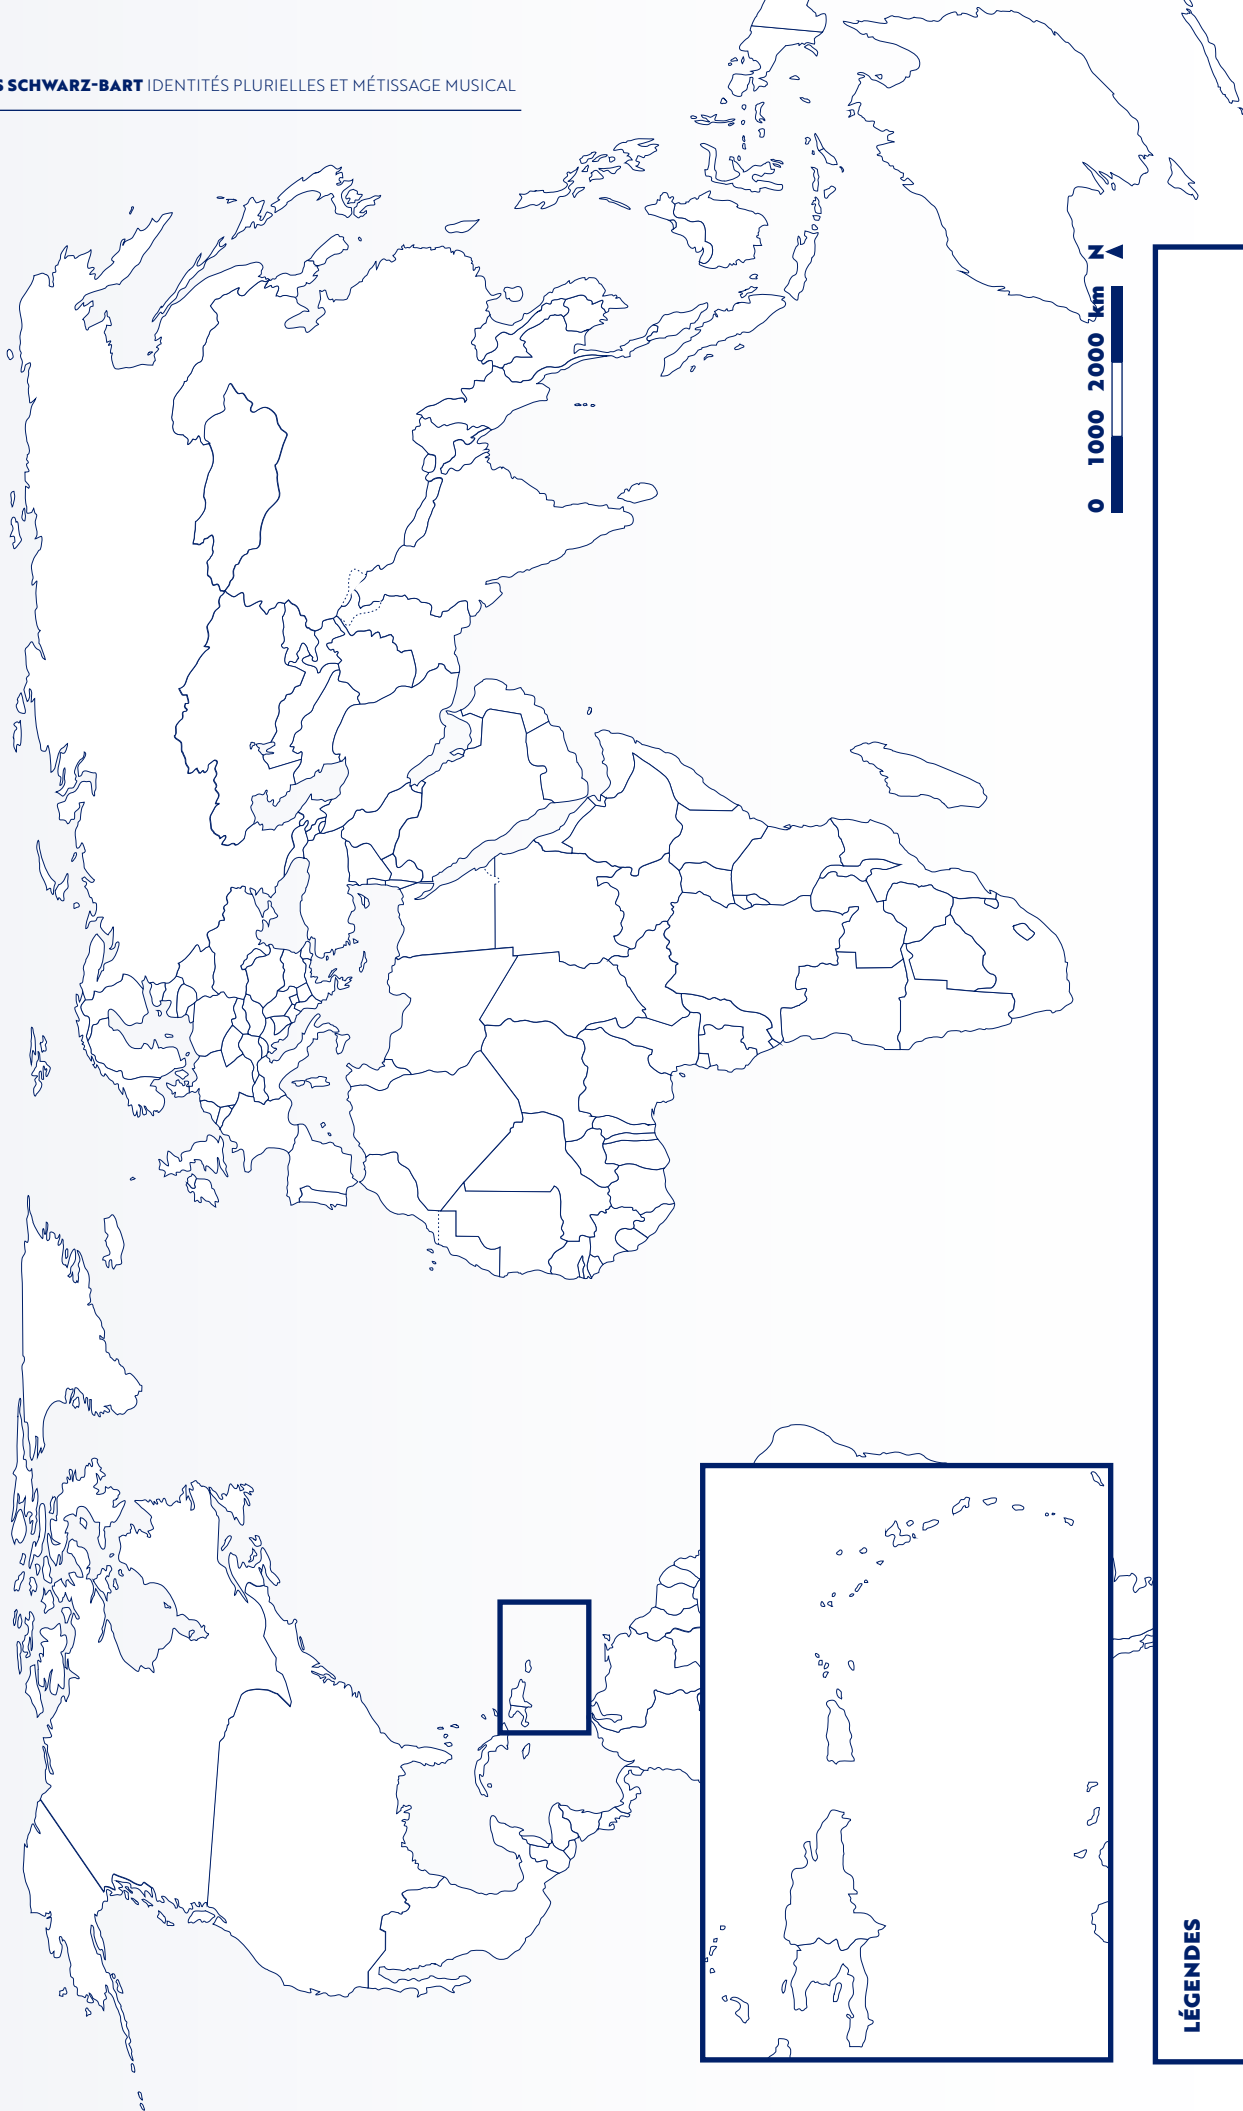 S SCHWARZ-BART IDENTITÉS PLURIELLES ET MÉTISSAGE MUSICAL
N
0 1000 2000 km
LÉGENDES